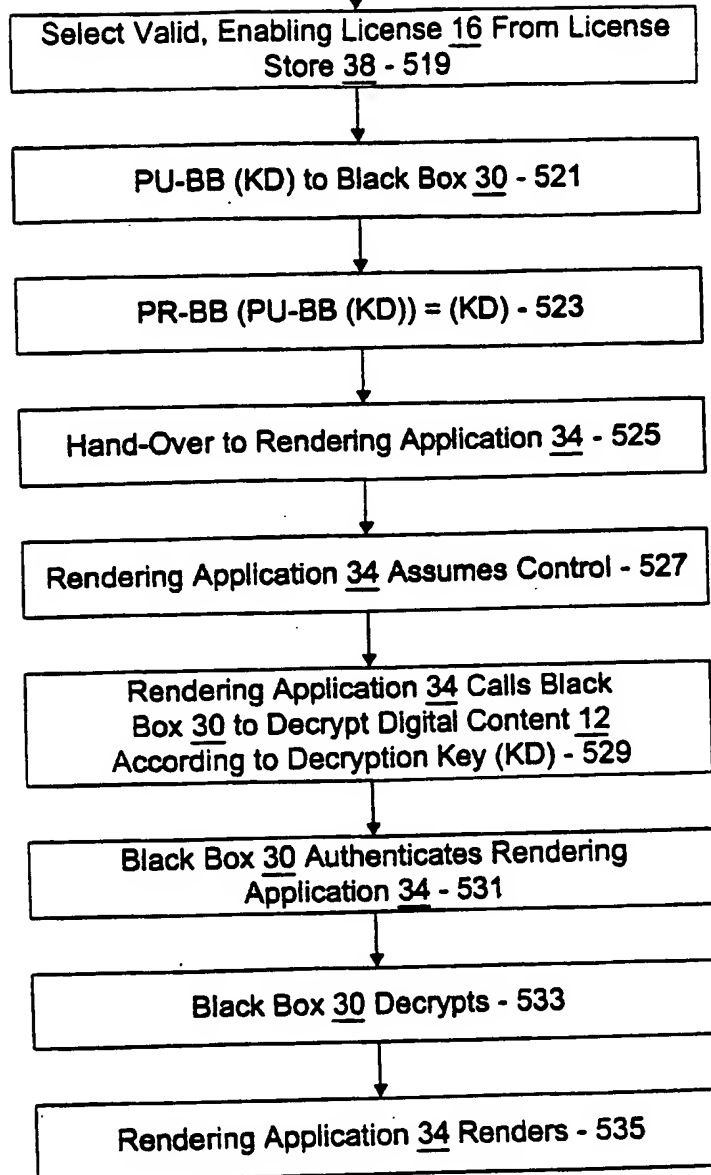 Select Valid, Enabling License 16 From License
Store 38 - 519
PU-BB (KD) to Black Box 30 - 521
PR-BB (PU-BB (KD)) = (KD) - 523
Hand-Over to Rendering Application 34 - 525
Rendering Application 34 Assumes Control - 527
Rendering Application 34 Calls Black
Box 30 to Decrypt Digital Content 12
According to Decryption Key (KD) - 529
Black Box 30 Authenticates Rendering
Application 34 - 531
Black Box 30 Decrypts - 533
Rendering Application 34 Renders - 535